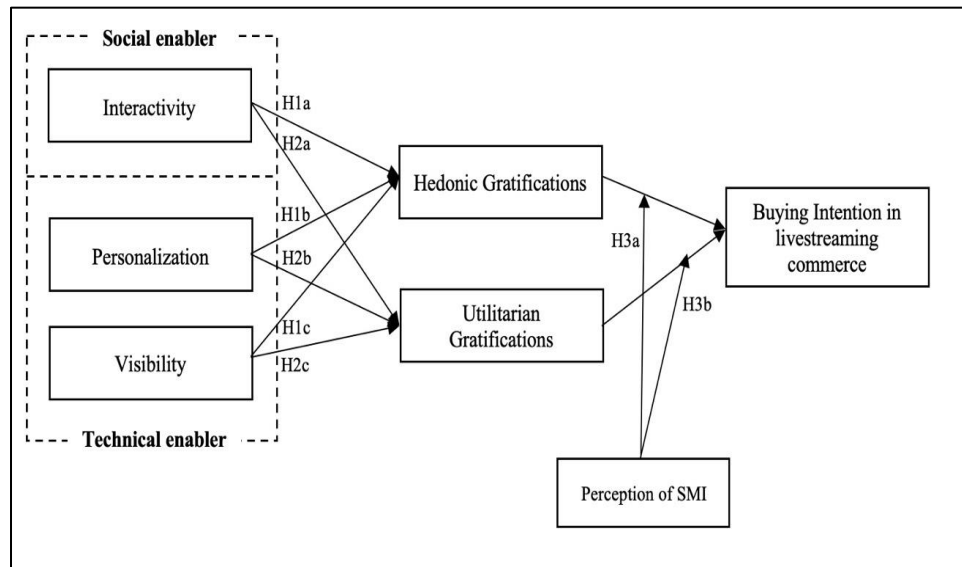 Social enabler
Interactivity
H1a
H2a
Hedonic Gratifications
H1b
Personalization
H2b
Buying Intention in
livestreaming
commerce
H3a
H3b
Utilitarian
Gratifications
H1c
Visibility
H2c
Technical enabler
Perception of SMI